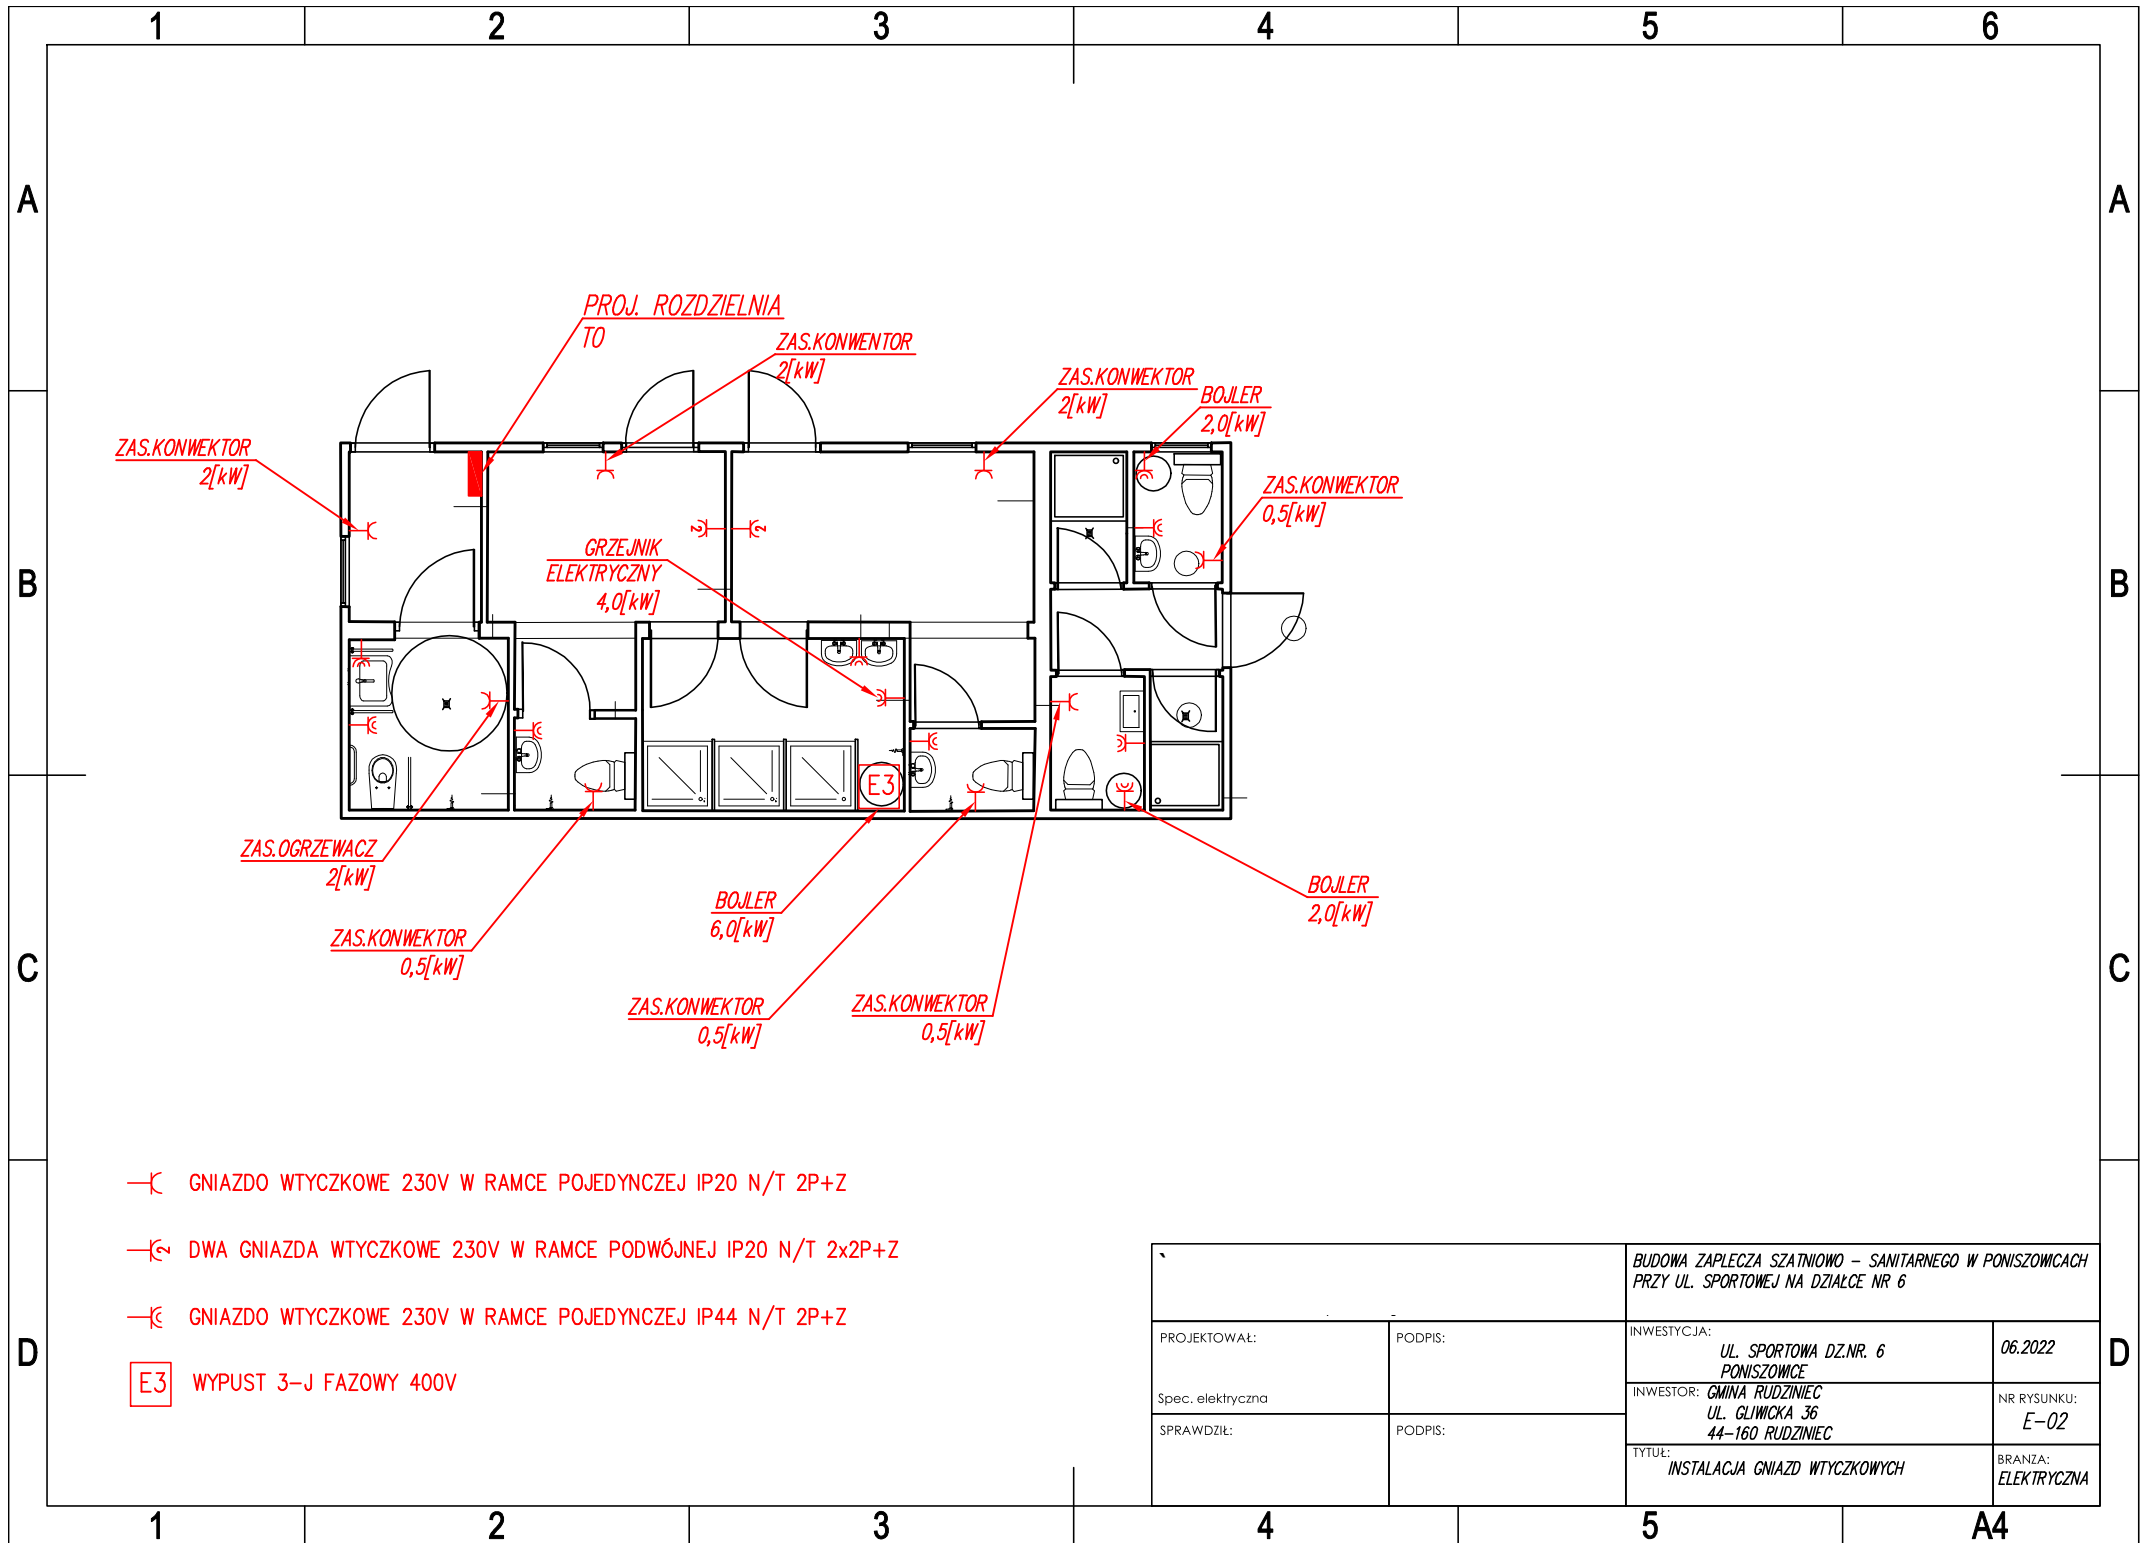 1 2 3 4 5 6
A A
B B
C C
D D
PROJ. ROZDZIELNIA
TO
ZAS.KONWENTOR
2[kW]
ZAS.KONWEKTOR
2[kW]
BOJLER
2,0[kW]
ZAS.KONWEKTOR
2[kW]
ZAS.KONWEKTOR
0,5[kW]
2 2
GRZEJNIK
ELEKTRYCZNY
4,0[kW]
E3
ZAS.OGRZEWACZ
2[kW]
ZAS.KONWEKTOR
0,5[kW]
BOJLER
6,0[kW]
BOJLER
2,0[kW]
ZAS.KONWEKTOR
0,5[kW]
ZAS.KONWEKTOR
0,5[kW]
GNIAZDO WTYCZKOWE 230V W RAMCE POJEDYNCZEJ IP20 N/T 2P+Z
2 DWA GNIAZDA WTYCZKOWE 230V W RAMCE PODWÓJNEJ IP20 N/T 2x2P+Z
GNIAZDO WTYCZKOWE 230V W RAMCE POJEDYNCZEJ IP44 N/T 2P+Z
E3 WYPUST 3-J FAZOWY 400V
BUDOWA ZAPLECZA SZATNIOWO - SANITARNEGO W PONISZOWICACH
PRZY UL. SPORTOWEJ NA DZIAŁCE NR 6
PROJEKTOWAŁ:
Spec. elektryczna
PODPIS:
SPRAWDZIŁ:
PODPIS:
INWESTYCJA:
UL. SPORTOWA DZ.NR. 6
PONISZOWICE
06.2022
INWESTOR: GMINA RUDZINIEC
UL. GLIWICKA 36
44-160 RUDZINIEC
NR RYSUNKU:
E-02
TYTUŁ:
INSTALACJA GNIAZD WTYCZKOWYCH
BRANZA:
ELEKTRYCZNA
1 2 3 4 5 A4